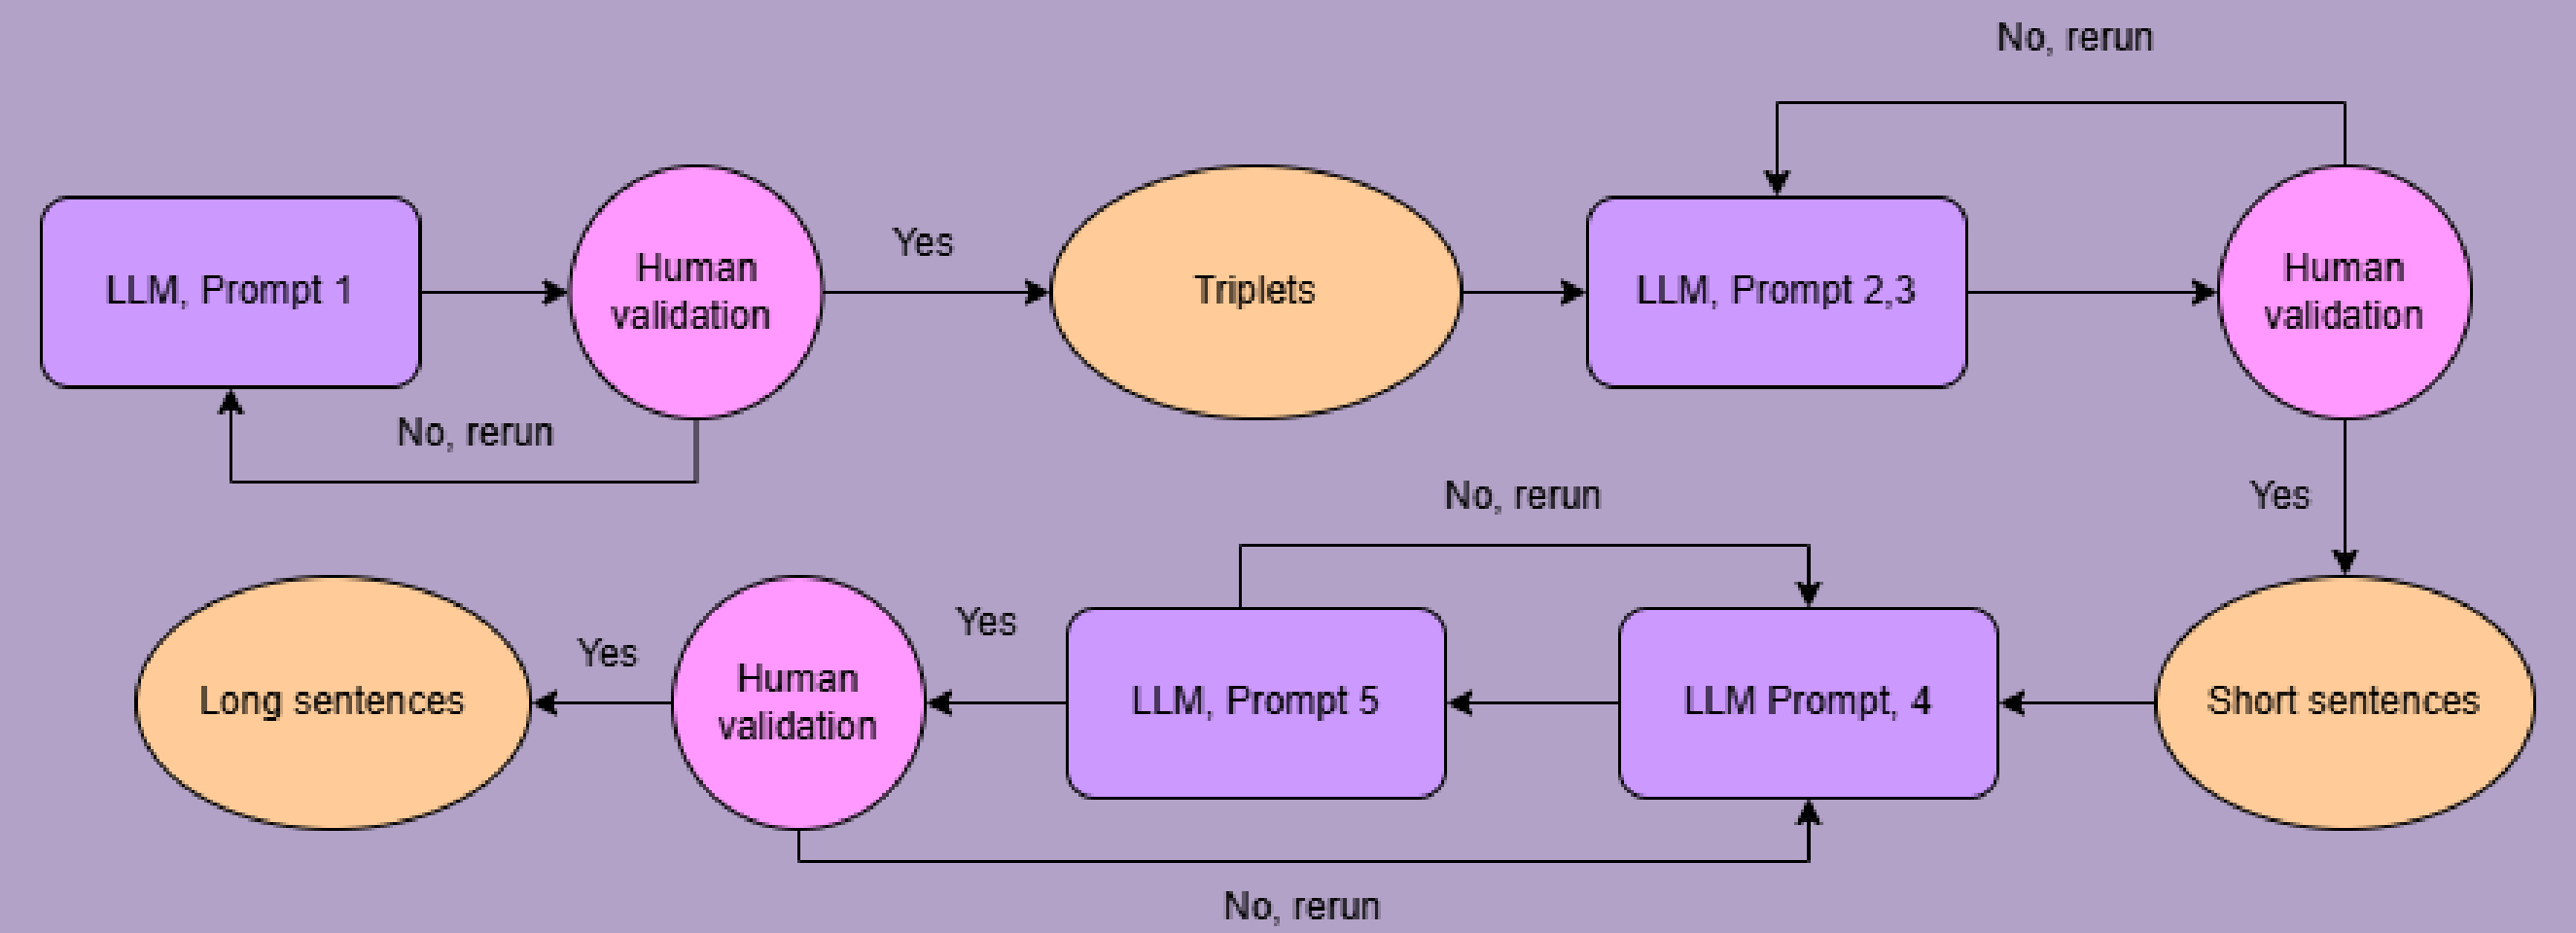 No, rerun
LLM, Prompt 1
Human
validation
Yes
Triplets
LLM, Prompt 2,3
Human
validation
No, rerun
Yes
No, rerun
Long sentences
Yes
Human
validation
Yes
LLM, Prompt 5
LLM Prompt, 4
Short sentences
No, rerun